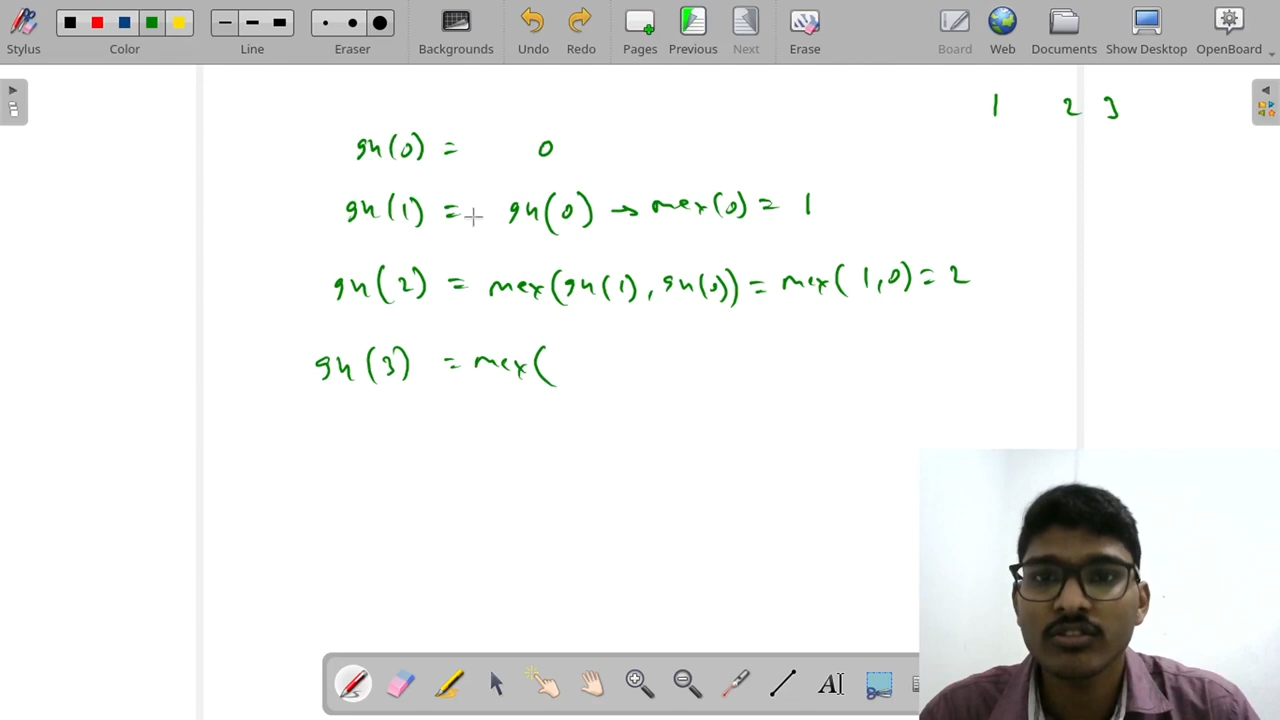 Stylus Color Line Eraser Backgrounds Undo Redo Pages Previous Next Erase Board Web Documents Show Desktop OpenBoard
1 2 3
gn(0) = 0
gn(1) = gn(0) → mex(0) = 1
gn(2) = mex(gn(1), gn(0)) = mex(1,0) = 2
gn(3) = mex(
AI